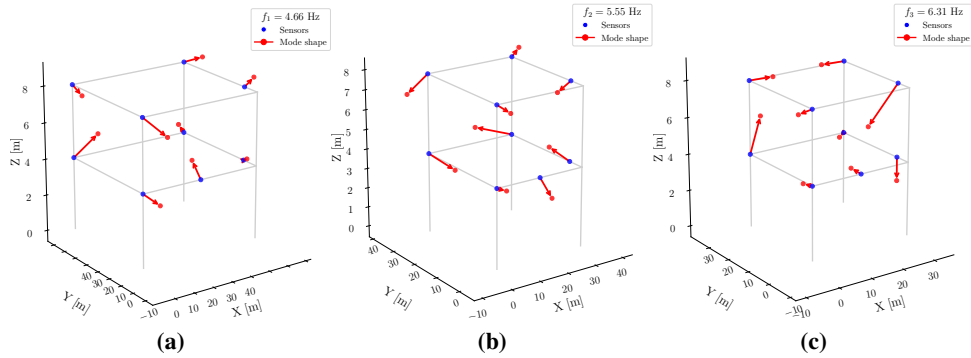 f₁ = 4.66 Hz
Sensors
Mode shape
8
6
4
2
0
Z [m]
40
30
20
10
0
−10
Y [m]
0
10
20
30
40
X [m]
(a)
f₂ = 5.55 Hz
Sensors
Mode shape
8
7
6
5
4
3
2
1
0
Z [m]
40
30
20
10
0
−10
Y [m]
0
10
20
30
40
X [m]
(b)
f₃ = 6.31 Hz
Sensors
Mode shape
8
6
4
2
0
Z [m]
30
20
10
0
−10
Y [m]
−10
0
10
20
30
X [m]
(c)